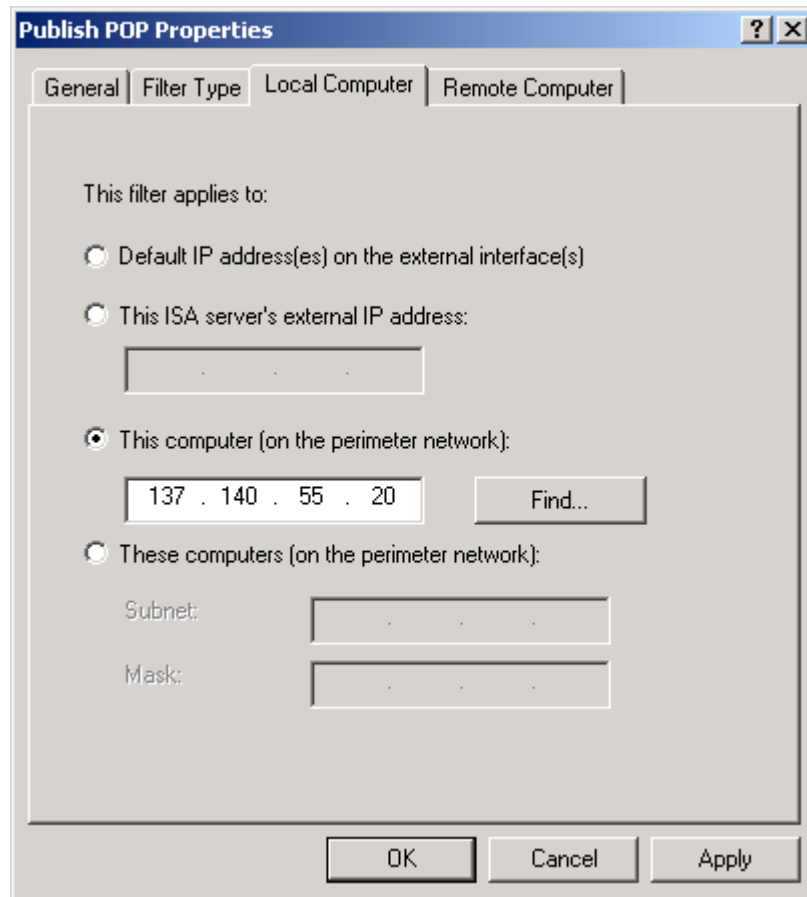 Publish POP Properties
General Filter Type Local Computer Remote Computer
This filter applies to:
Default IP address(es) on the external interface(s)
This ISA server's external IP address:
. . .
This computer (on the perimeter network):
137 . 140 . 55 . 20 Find...
These computers (on the perimeter network):
Subnet: . . .
Mask: . . .
OK Cancel Apply